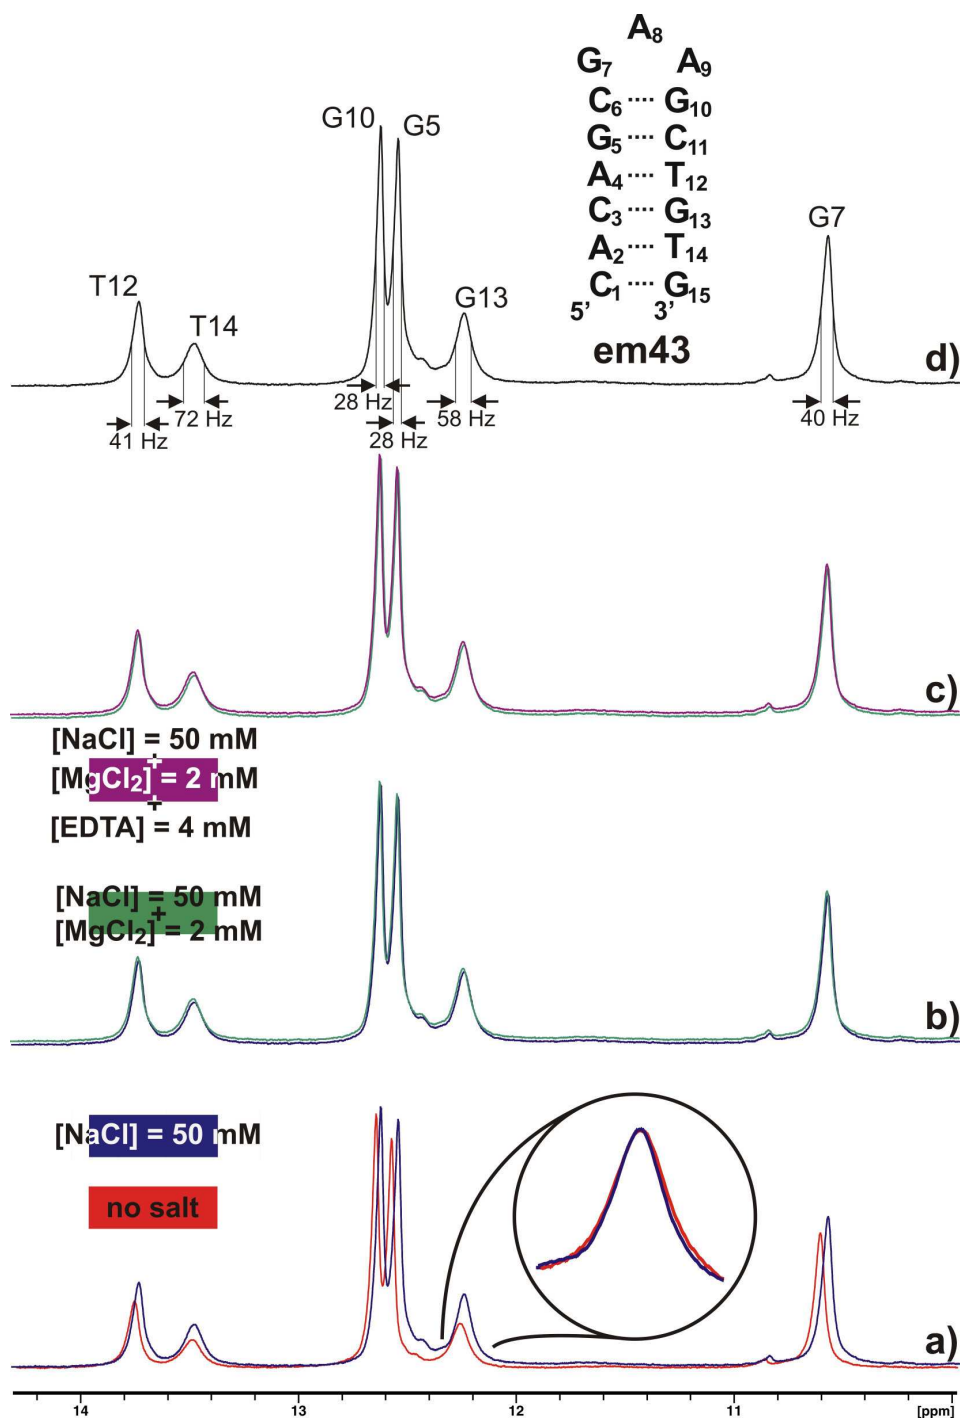 A8
G7 A9
C6 ···· G10
G5 ···· C11
A4 ···· T12
C3 ···· G13
A2 ···· T14
C1 ···· G15
5’ 3’
em43
G10 G5
T12
T14
G13
G7
d)
28 Hz
72 Hz
58 Hz
40 Hz
41 Hz
28 Hz
c)
[NaCl] = 50 mM
+
[MgCl2] = 2 mM
+
[EDTA] = 4 mM
[NaCl] = 50 mM
+
[MgCl2] = 2 mM
b)
[NaCl] = 50 mM
no salt
a)
14 13 12 11 [ppm]